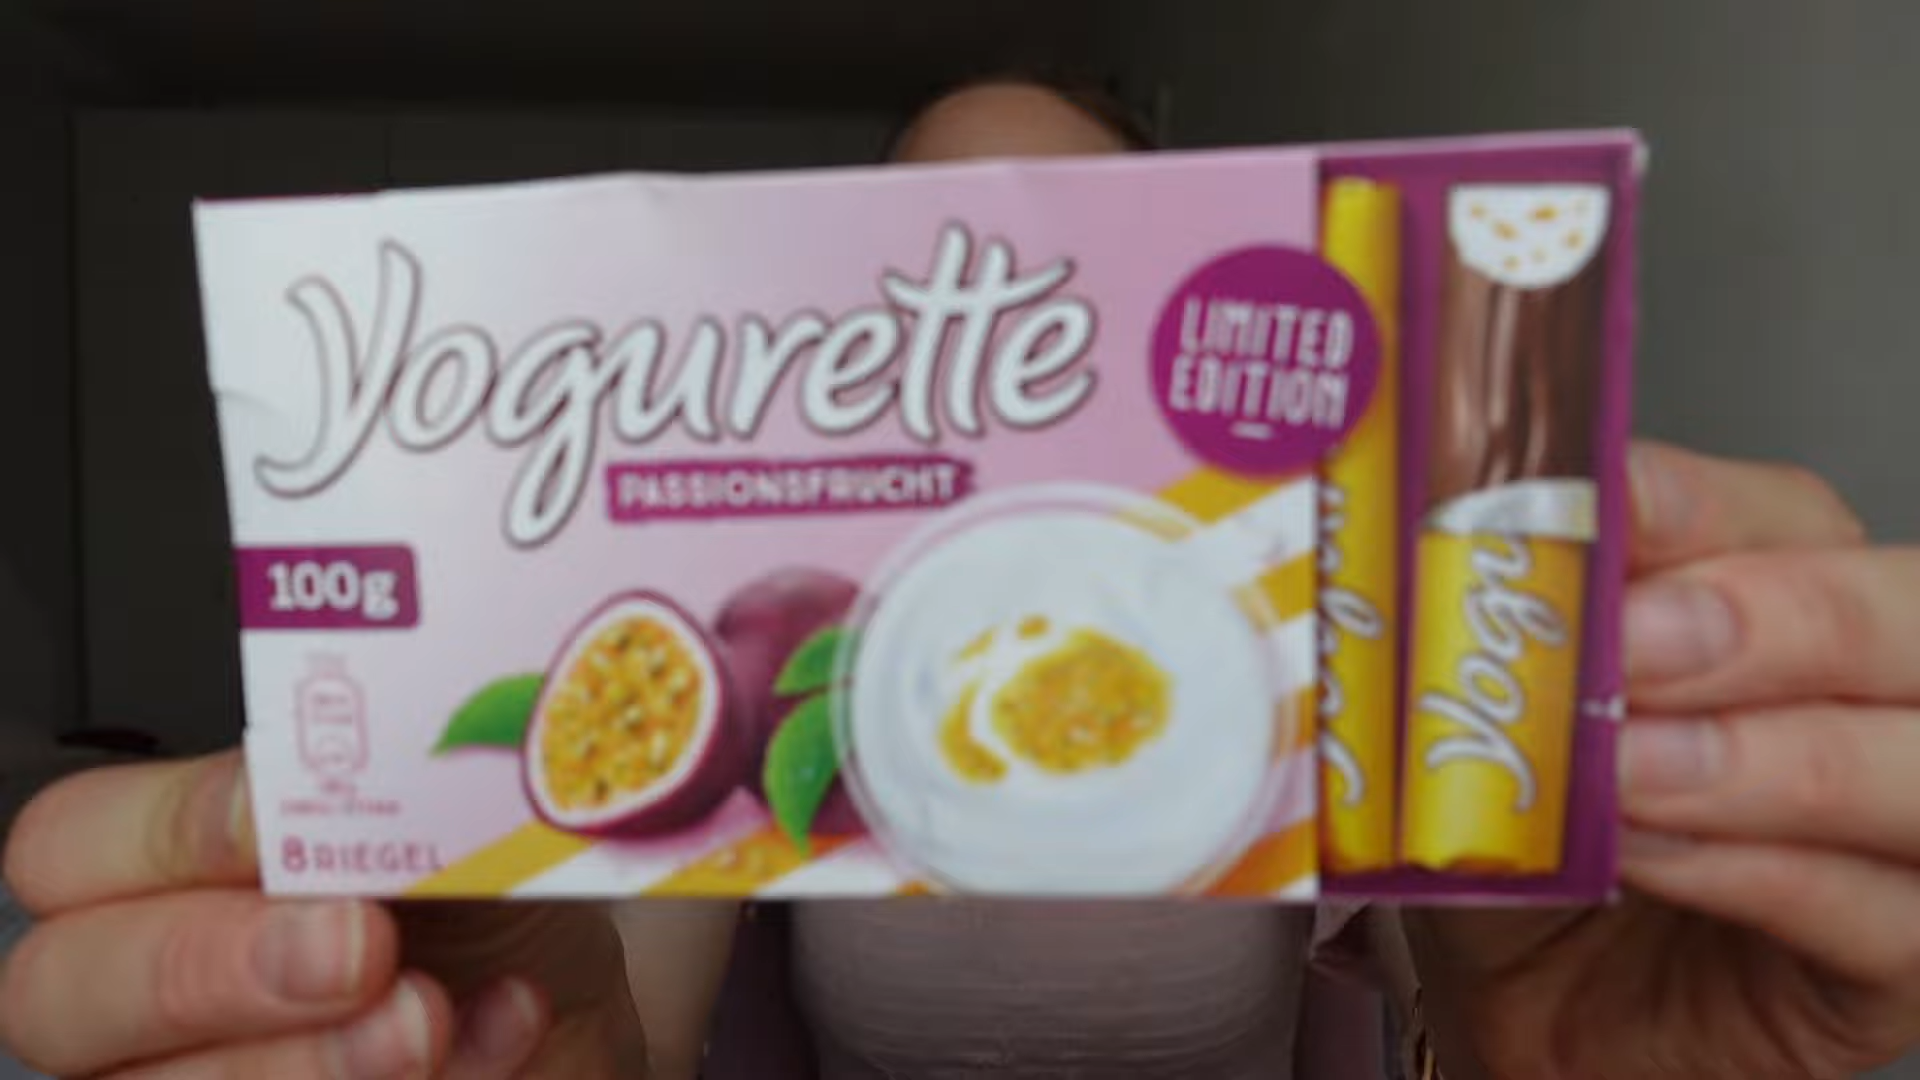 Yogurette
PASSIONSFRUCHT
LIMITED
EDITION
100g
8 RIEGEL
Yogu